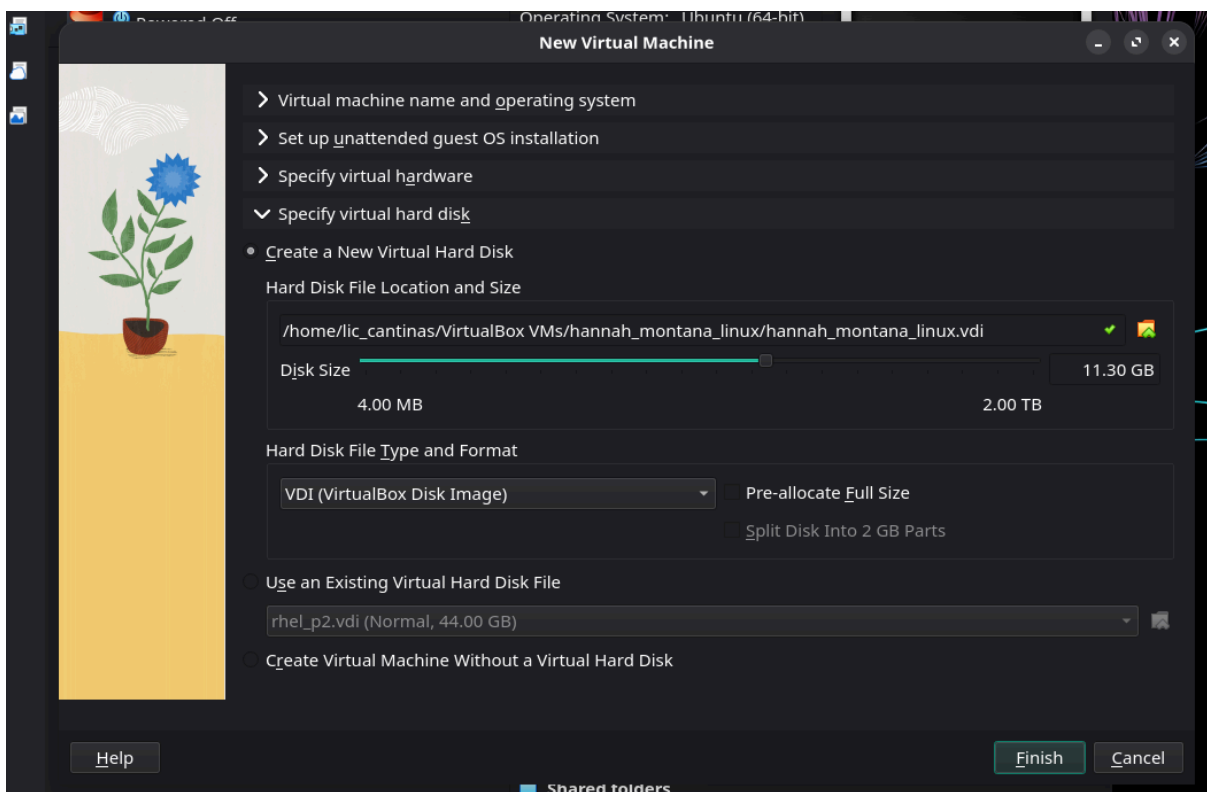 Powered Off
Operating System: Ubuntu (64-bit)
New Virtual Machine
Virtual machine name and operating system
Set up unattended guest OS installation
Specify virtual hardware
Specify virtual hard disk
Create a New Virtual Hard Disk
Hard Disk File Location and Size
/home/lic_cantinas/VirtualBox VMs/hannah_montana_linux/hannah_montana_linux.vdi
Disk Size 11.30 GB
4.00 MB 2.00 TB
Hard Disk File Type and Format
VDI (VirtualBox Disk Image) Pre-allocate Full Size
Split Disk Into 2 GB Parts
Use an Existing Virtual Hard Disk File
rhel_p2.vdi (Normal, 44.00 GB)
Create Virtual Machine Without a Virtual Hard Disk
Help Finish Cancel
Shared folders